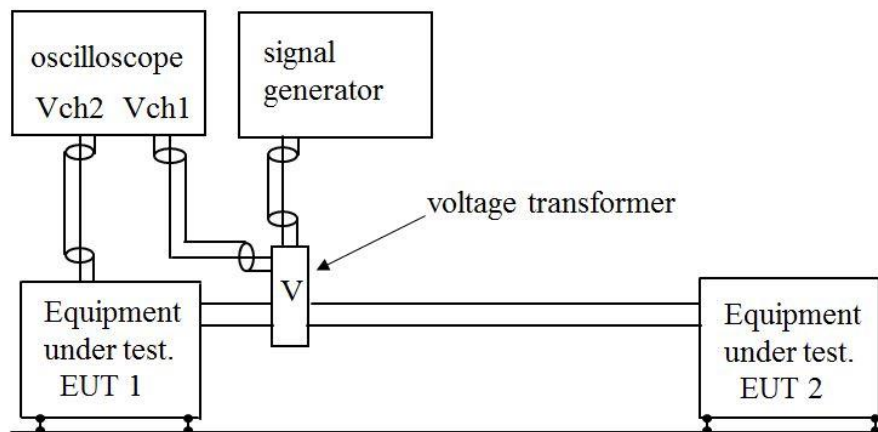 oscilloscope
Vch2 Vch1
signal
generator
voltage transformer
V
Equipment
under test.
EUT 1
Equipment
under test.
EUT 2